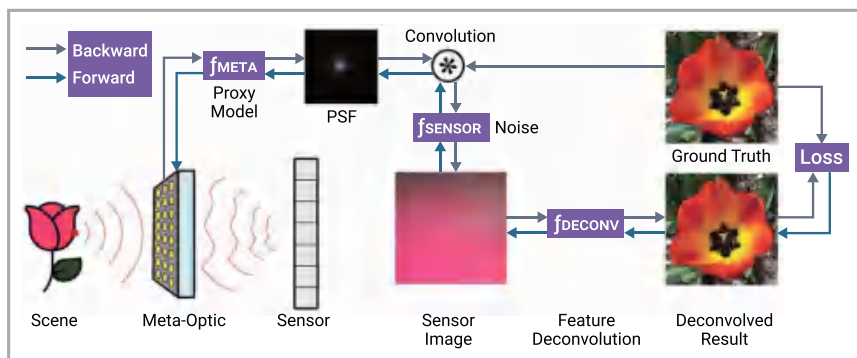 Backward
Forward
fMETA
Proxy
Model
PSF
Convolution
fSENSOR
Noise
Ground Truth
Loss
fDECONV
Scene
Meta-Optic
Sensor
Sensor
Image
Feature
Deconvolution
Deconvolved
Result